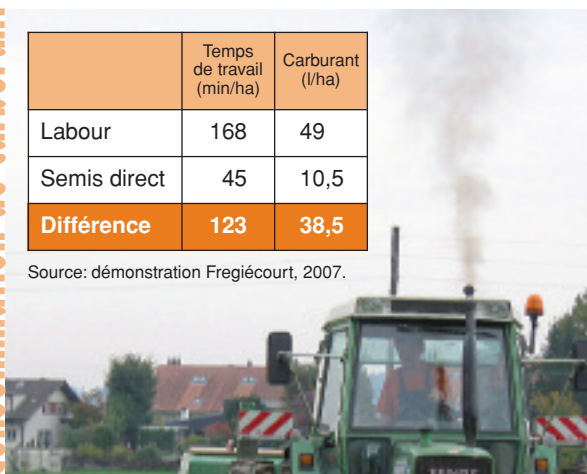 Temps de travail (min/ha) Carburant (l/ha)
Labour 168 49
Semis direct 45 10,5
Différence 123 38,5
Source: démonstration Fregiécourt, 2007.